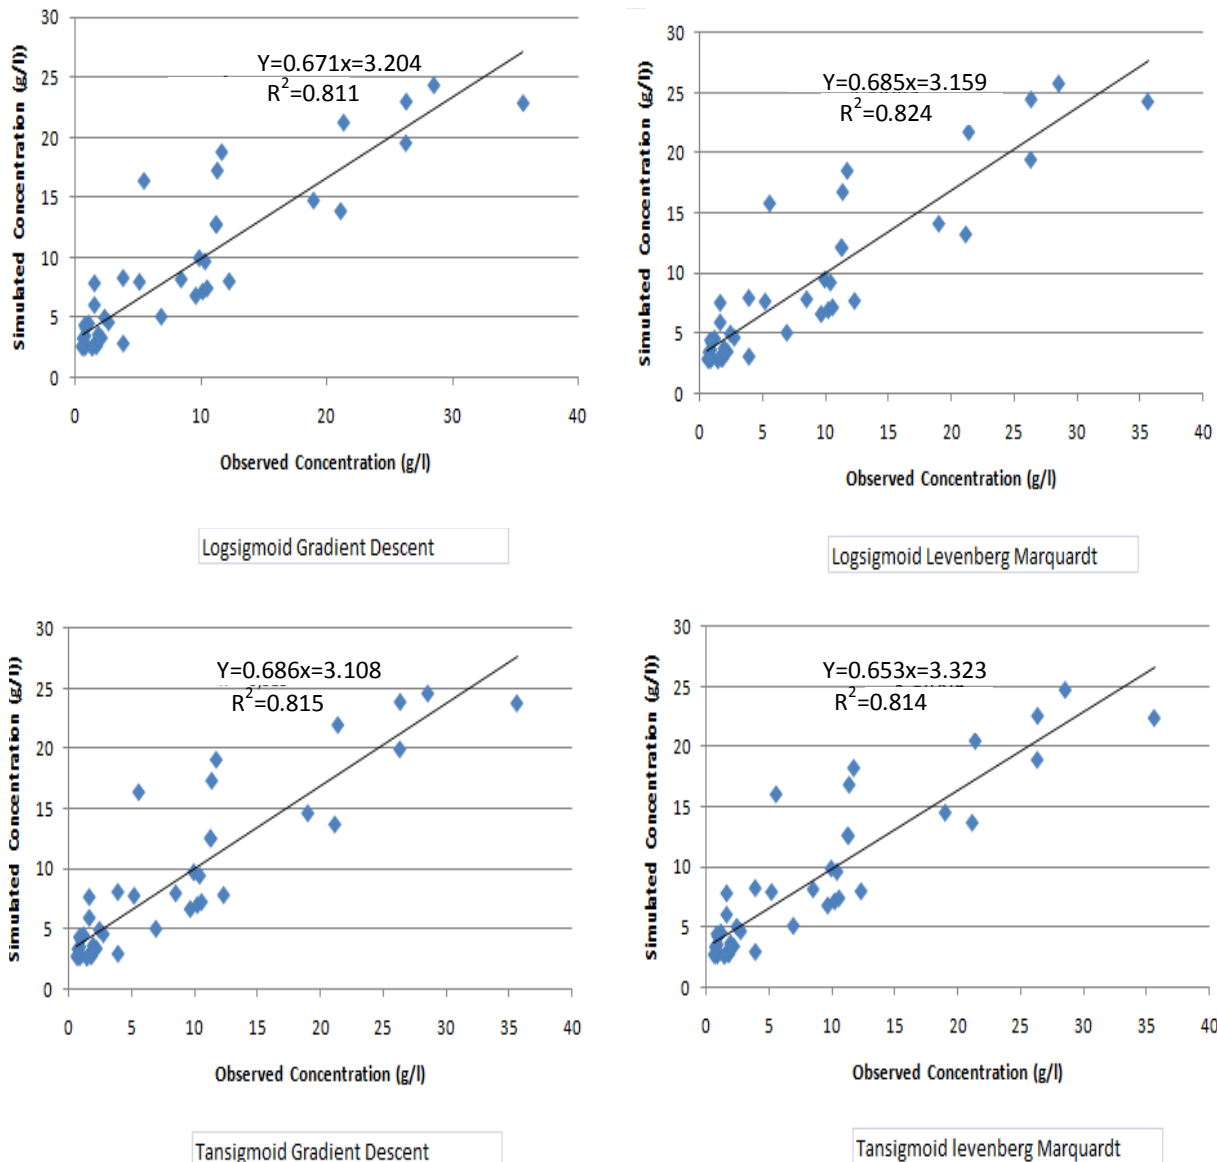 30
25
20
15
10
5
0
Simulated Concentration (g/l))
Y=0.671x=3.204
R²=0.811
0 10 20 30 40
Observed Concentration (g/l)
Logsigmoid Gradient Descent
30
25
20
15
10
5
0
Simulated Concentration (g/l))
Y=0.685x=3.159
R²=0.824
0 5 10 15 20 25 30 35 40
Observed Concentration (g/l)
Logsigmoid Levenberg Marquardt
30
25
20
15
10
5
0
Simulated Concentration (g/l))
Y=0.686x=3.108
R²=0.815
0 5 10 15 20 25 30 35 40
Observed Concentration (g/l)
Tansigmoid Gradient Descent
30
25
20
15
10
5
0
Simulated Concentration (g/l))
Y=0.653x=3.323
R²=0.814
0 5 10 15 20 25 30 35 40
Observed Concentration (g/l)
Tansigmoid levenberg Marquardt